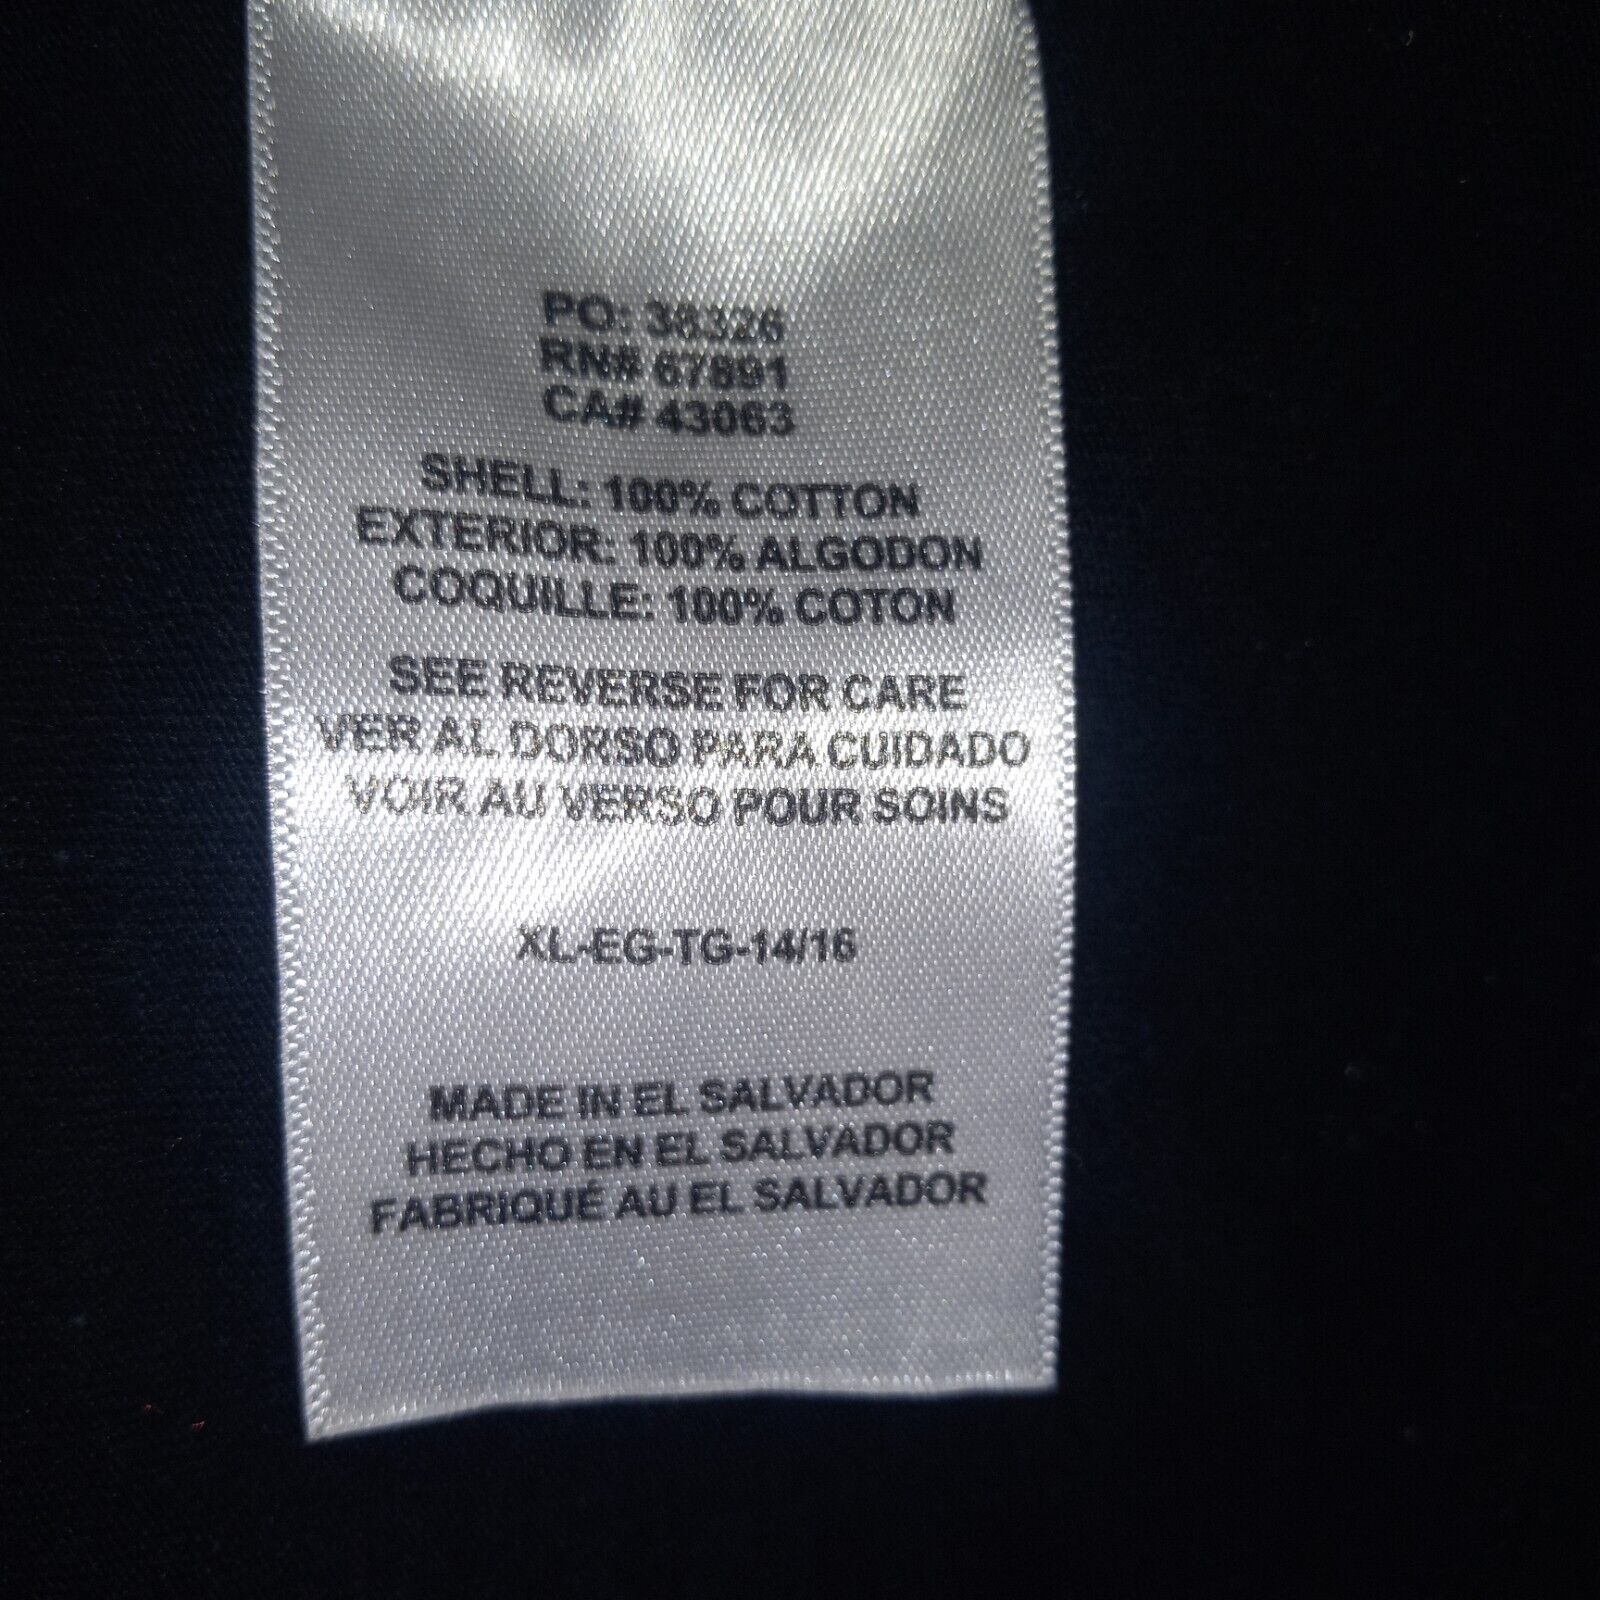 PO: 38326
RN# 67891
CA# 43063
SHELL: 100% COTTON
EXTERIOR: 100% ALGODON
COQUILLE: 100% COTON
SEE REVERSE FOR CARE
VER AL DORSO PARA CUIDADO
VOIR AU VERSO POUR SOINS
XL-EG-TG-14/16
MADE IN EL SALVADOR
HECHO EN EL SALVADOR
FABRIQUÉ AU EL SALVADOR